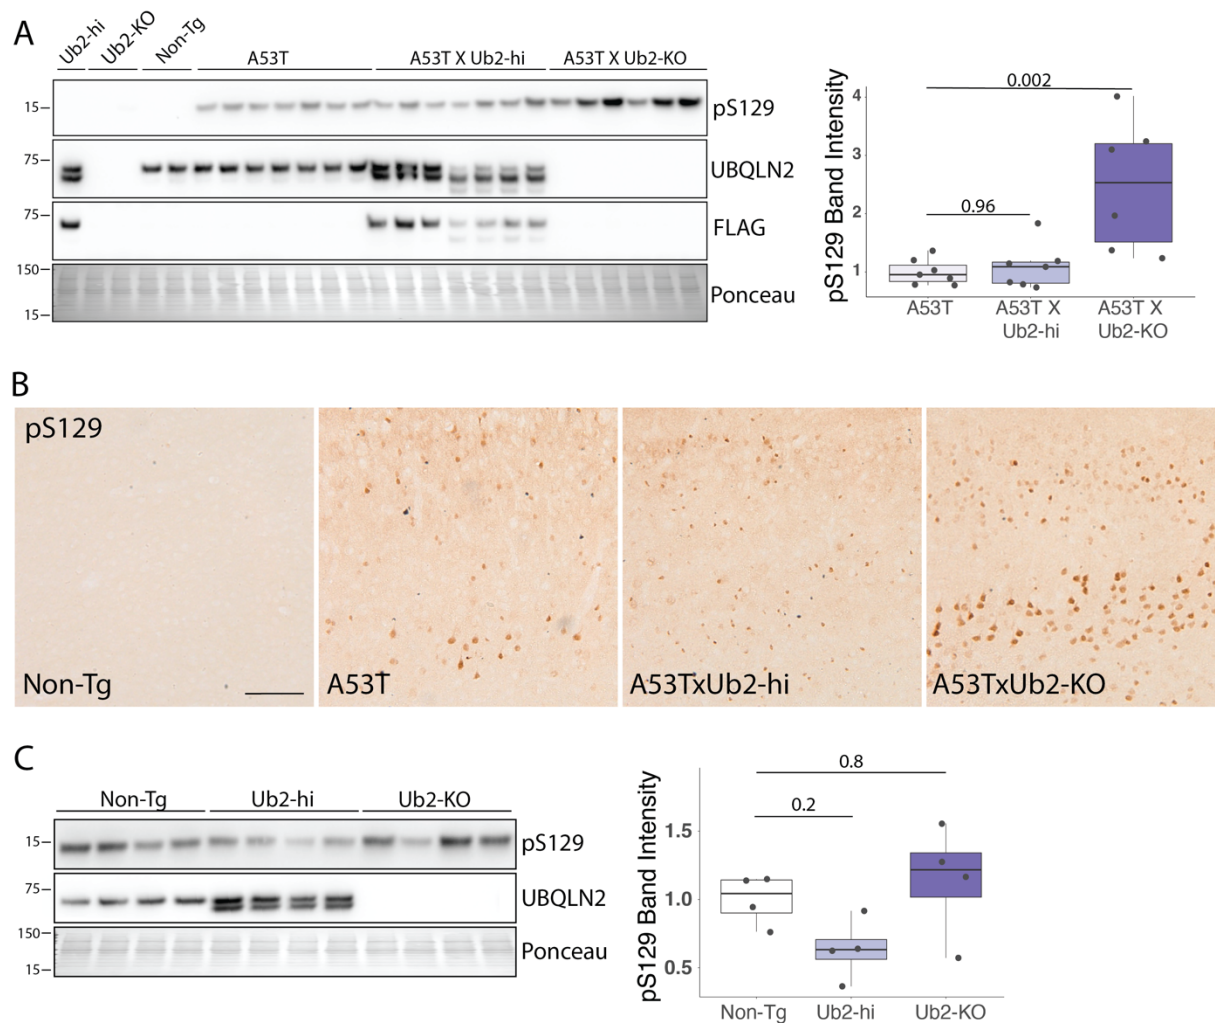 A
Ub2-hi
Ub2-KO
Non-Tg
A53T
A53T X Ub2-hi
A53T X Ub2-KO
15
pS129
75
UBQLN2
75
FLAG
150
Ponceau
15
pS129 Band Intensity
4
3
2
1
0.002
0.96
A53T
A53T X
Ub2-hi
A53T X
Ub2-KO
B
pS129
Non-Tg
A53T
A53TxUb2-hi
A53TxUb2-KO
C
Non-Tg
Ub2-hi
Ub2-KO
15
pS129
75
UBQLN2
150
Ponceau
15
pS129 Band Intensity
1.5
1.0
0.5
0.8
0.2
Non-Tg
Ub2-hi
Ub2-KO